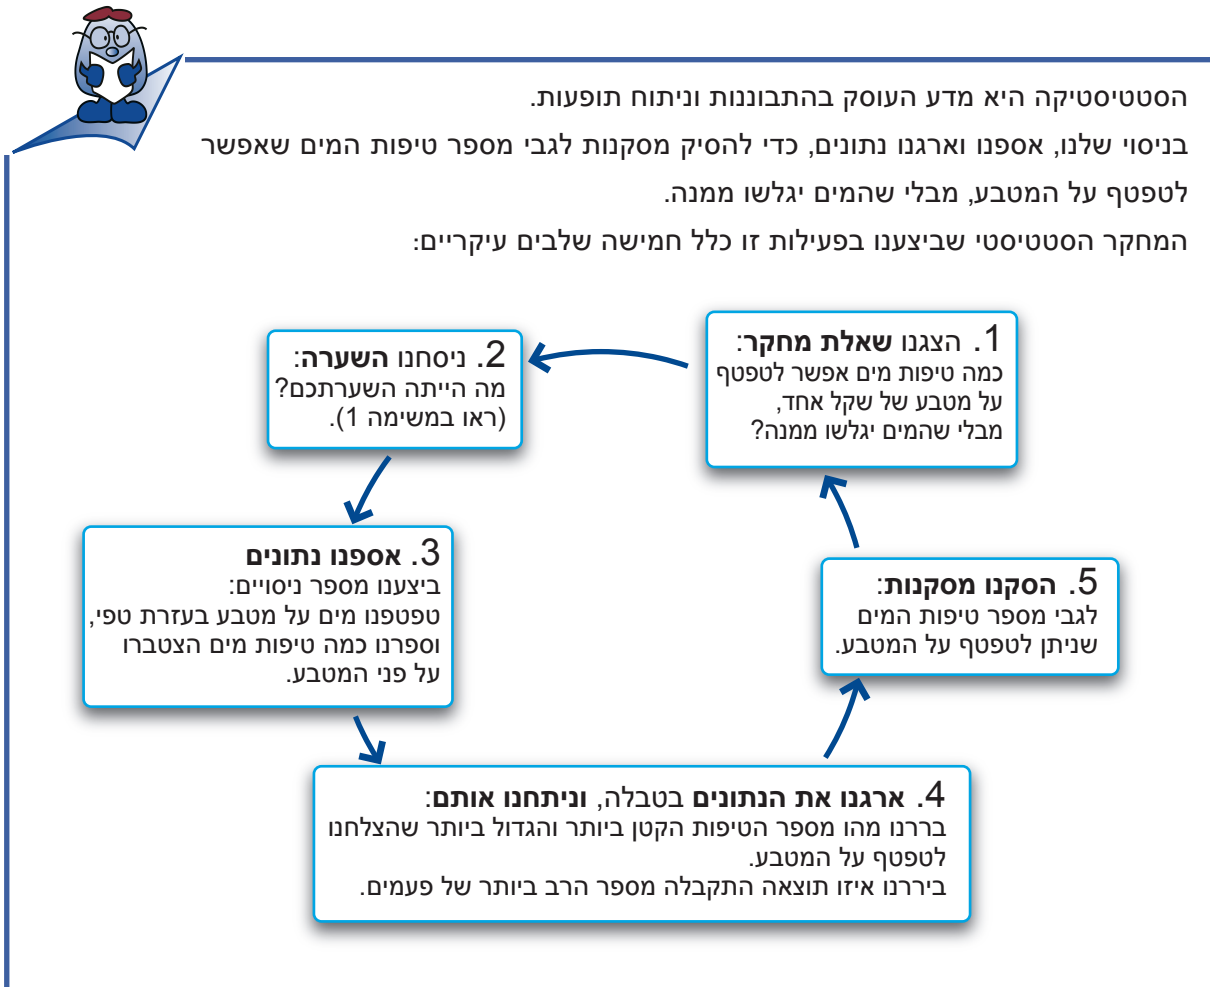 הסטטיסטיקה היא מדע העוסק בהתבוננות וניתוח תופעות.
בניסוי שלנו, אספנו וארגנו נתונים, כדי להסיק מסקנות לגבי מספר טיפות המים שאפשר
לטפטף על המטבע, מבלי שהמים יגלשו ממנה.
המחקר הסטטיסטי שביצענו בפעילות זו כלל חמישה שלבים עיקריים:
1. הצגנו שאלת מחקר:
כמה טיפות מים אפשר לטפטף
על מטבע של שקל אחד,
מבלי שהמים יגלשו ממנה?
2. ניסחנו השערה:
מה הייתה השערתכם?
(ראו במשימה 1).
3. אספנו נתונים
ביצענו מספר ניסויים:
טפטפנו מים על מטבע בעזרת טפי,
וספרנו כמה טיפות מים הצטברו
על פני המטבע.
4. ארגנו את הנתונים בטבלה, וניתחנו אותם:
בררנו מהו מספר הטיפות הקטן ביותר והגדול ביותר שהצלחנו
לטפטף על המטבע.
ביררנו איזו תוצאה התקבלה מספר הרב ביותר של פעמים.
5. הסקנו מסקנות:
לגבי מספר טיפות המים
שניתן לטפטף על המטבע.